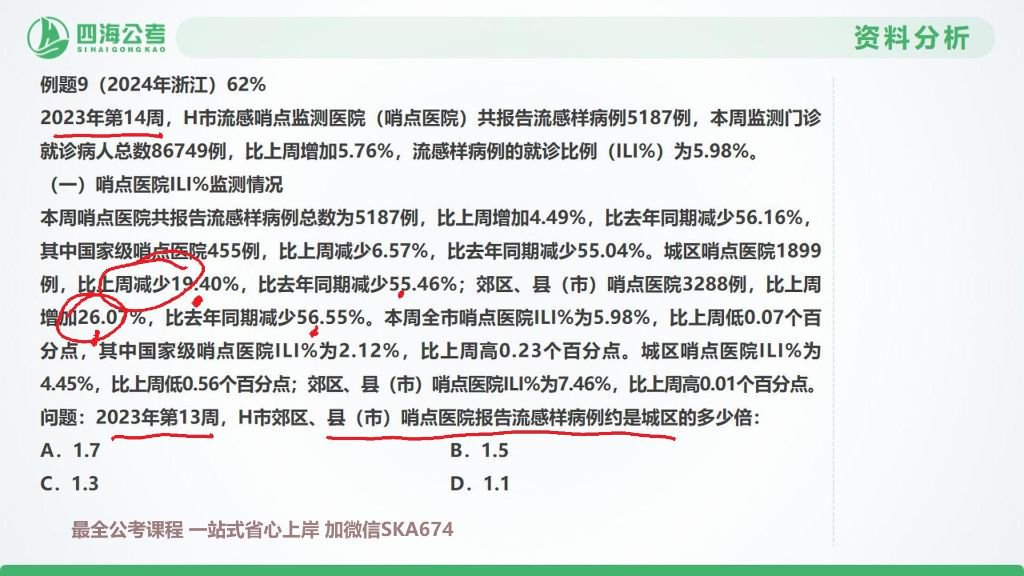 四海公考
SIHAIGONGKAO
资料分析
例题9（2024年浙江）62%
2023年第14周，H市流感哨点监测医院（哨点医院）共报告流感样病例5187例，本周监测门诊
就诊病人总数86749例，比上周增加5.76%，流感样病例的就诊比例（ILI%）为5.98%。
（一）哨点医院ILI%监测情况
本周哨点医院共报告流感样病例总数为5187例，比上周增加4.49%，比去年同期减少56.16%，
其中国家级哨点医院455例，比上周减少6.57%，比去年同期减少55.04%。城区哨点医院1899
例，比上周减少19.40%，比去年同期减少55.46%；郊区、县（市）哨点医院3288例，比上周
增加26.07%，比去年同期减少56.55%。本周全市哨点医院ILI%为5.98%，比上周低0.07个百
分点，其中国家级哨点医院ILI%为2.12%，比上周高0.23个百分点。城区哨点医院ILI%为
4.45%，比上周低0.56个百分点；郊区、县（市）哨点医院ILI%为7.46%，比上周高0.01个百分点。
问题：2023年第13周，H市郊区、县（市）哨点医院报告流感样病例约是城区的多少倍：
A．1.7
B．1.5
C．1.3
D．1.1
最全公考课程 一站式省心上岸 加微信SKA674